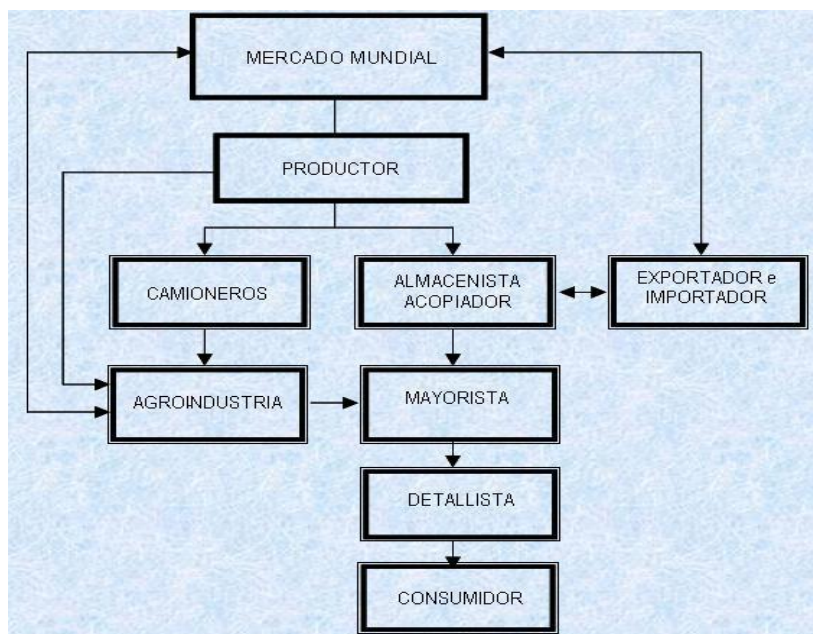 MERCADO MUNDIAL
PRODUCTOR
CAMIONEROS
ALMACENISTA
ACOPIADOR
EXPORTADOR e
IMPORTADOR
AGROINDUSTRIA
MAYORISTA
DETALLISTA
CONSUMIDOR